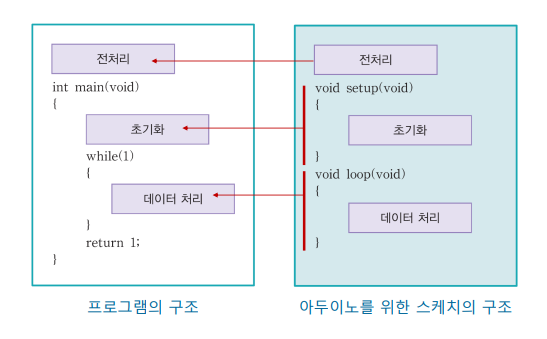 전처리
int main(void)
{
초기화
while(1)
{
데이터 처리
}
return 1;
}
프로그램의 구조
전처리
void setup(void)
{
초기화
}
void loop(void)
{
데이터 처리
}
아두이노를 위한 스케치의 구조